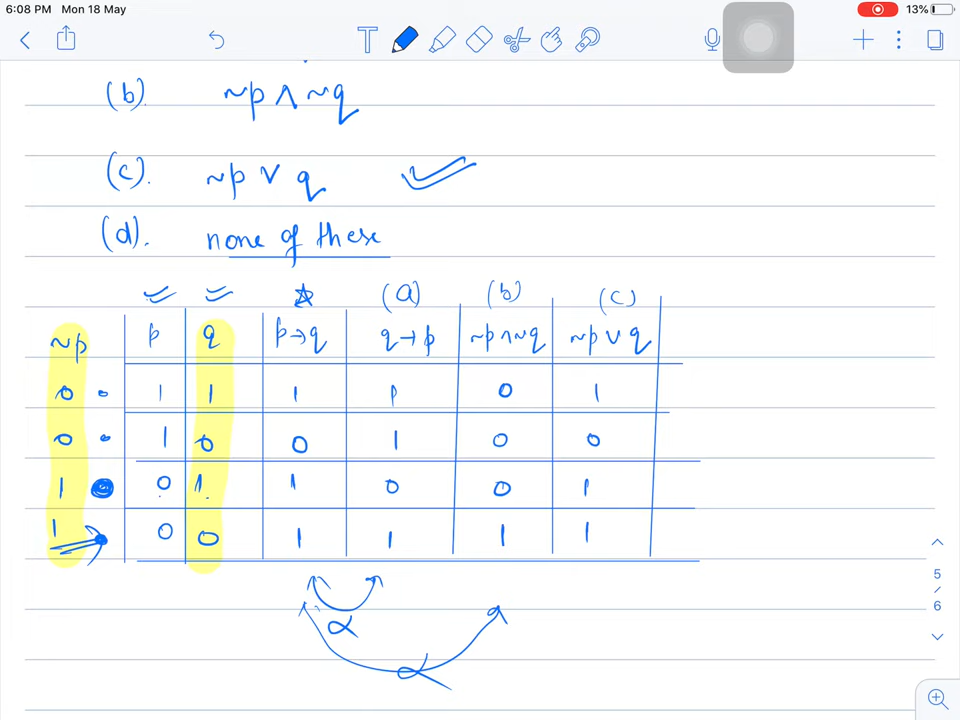 6:08 PM Mon 18 May 13%
T
(b). ~p ∧ ~q
(c). ~p ∨ q
(d). none of these
(a) (b) (c)
~p p q p→q q→p ~p∧~q ~p∨q
0 1 1 1 1 0 1
0 1 0 0 1 0 0
1 0 1 1 0 0 1
1 0 0 1 1 1 1
5
/
6